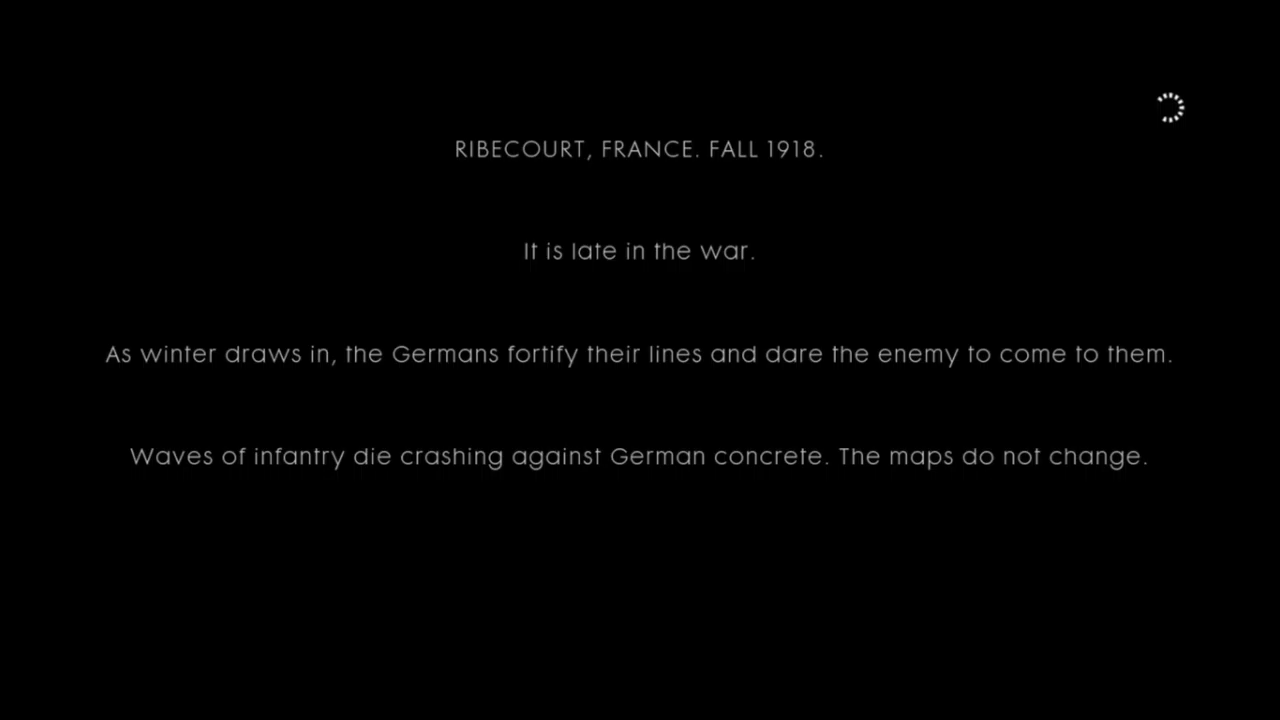 RIBECOURT, FRANCE. FALL 1918.
It is late in the war.
As winter draws in, the Germans fortify their lines and dare the enemy to come to them.
Waves of infantry die crashing against German concrete. The maps do not change.